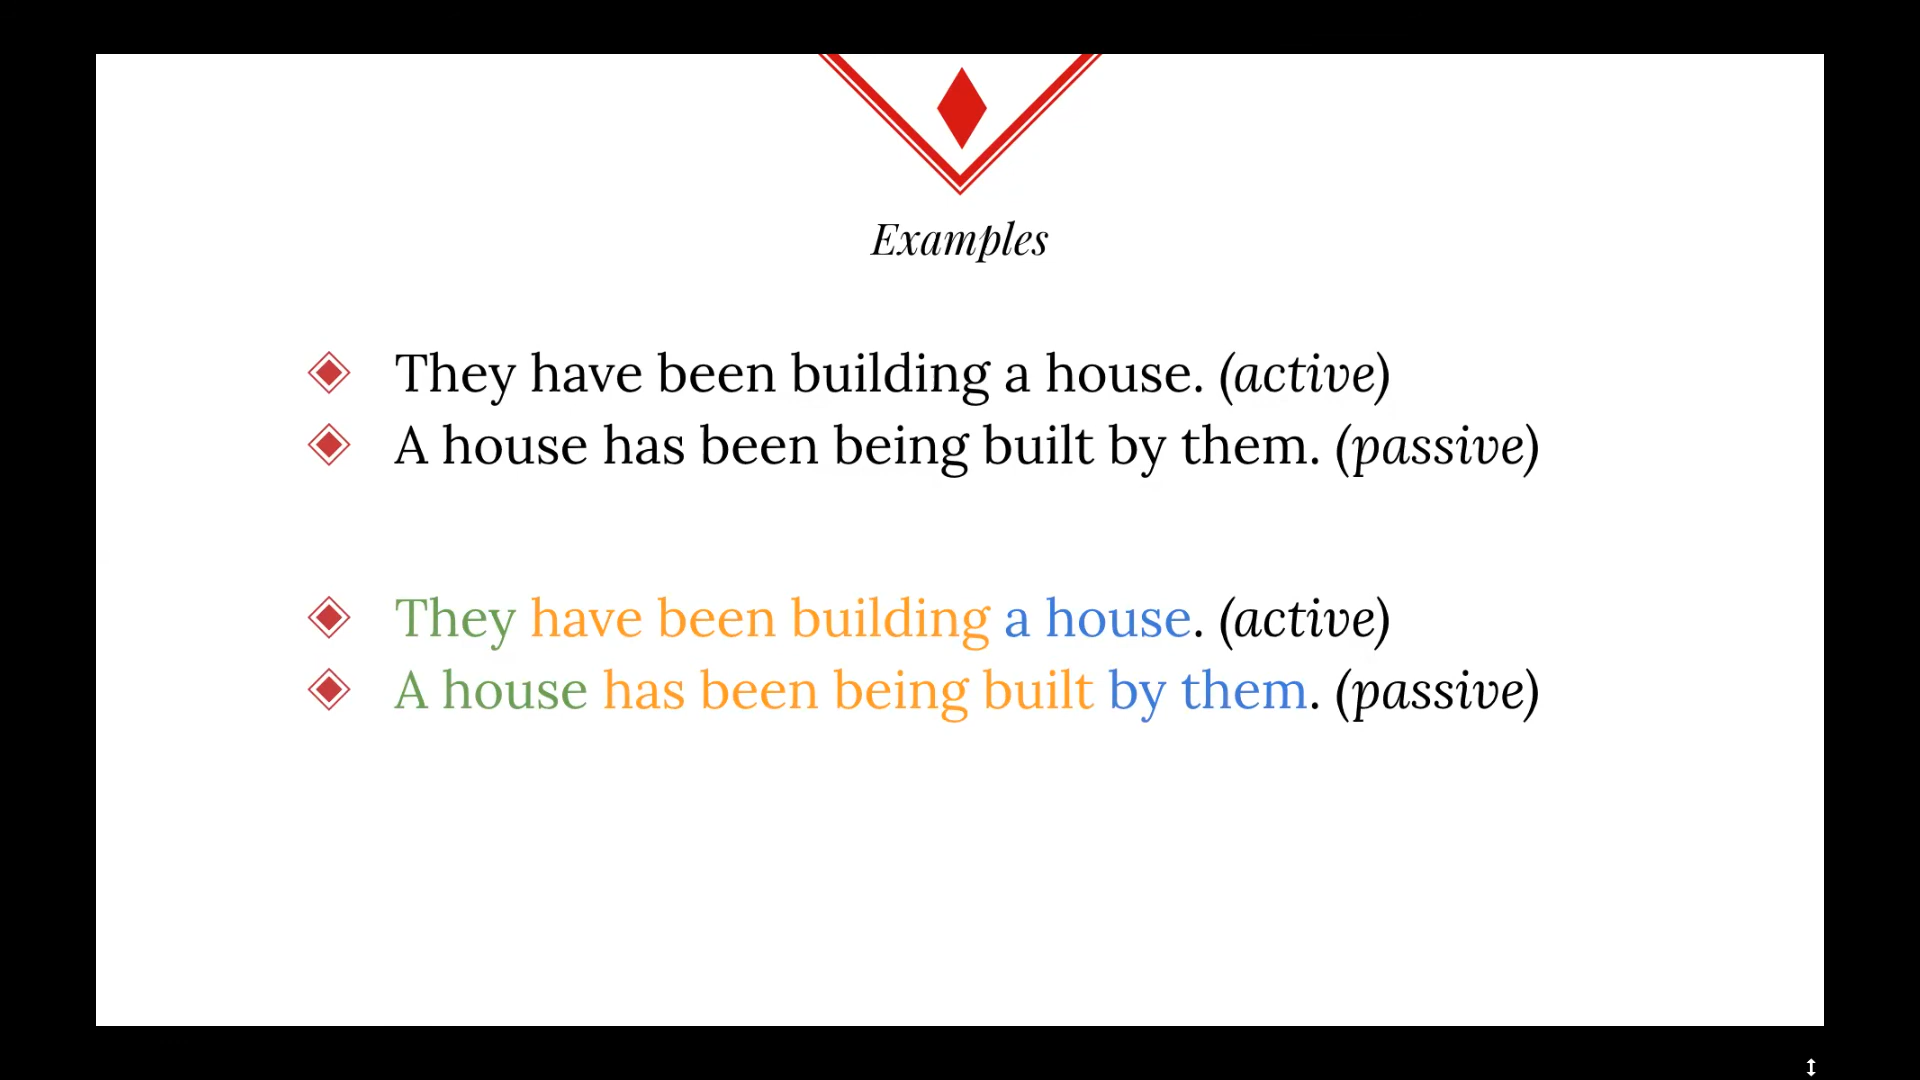 Examples
They have been building a house. (active)
A house has been being built by them. (passive)
They have been building a house. (active)
A house has been being built by them. (passive)